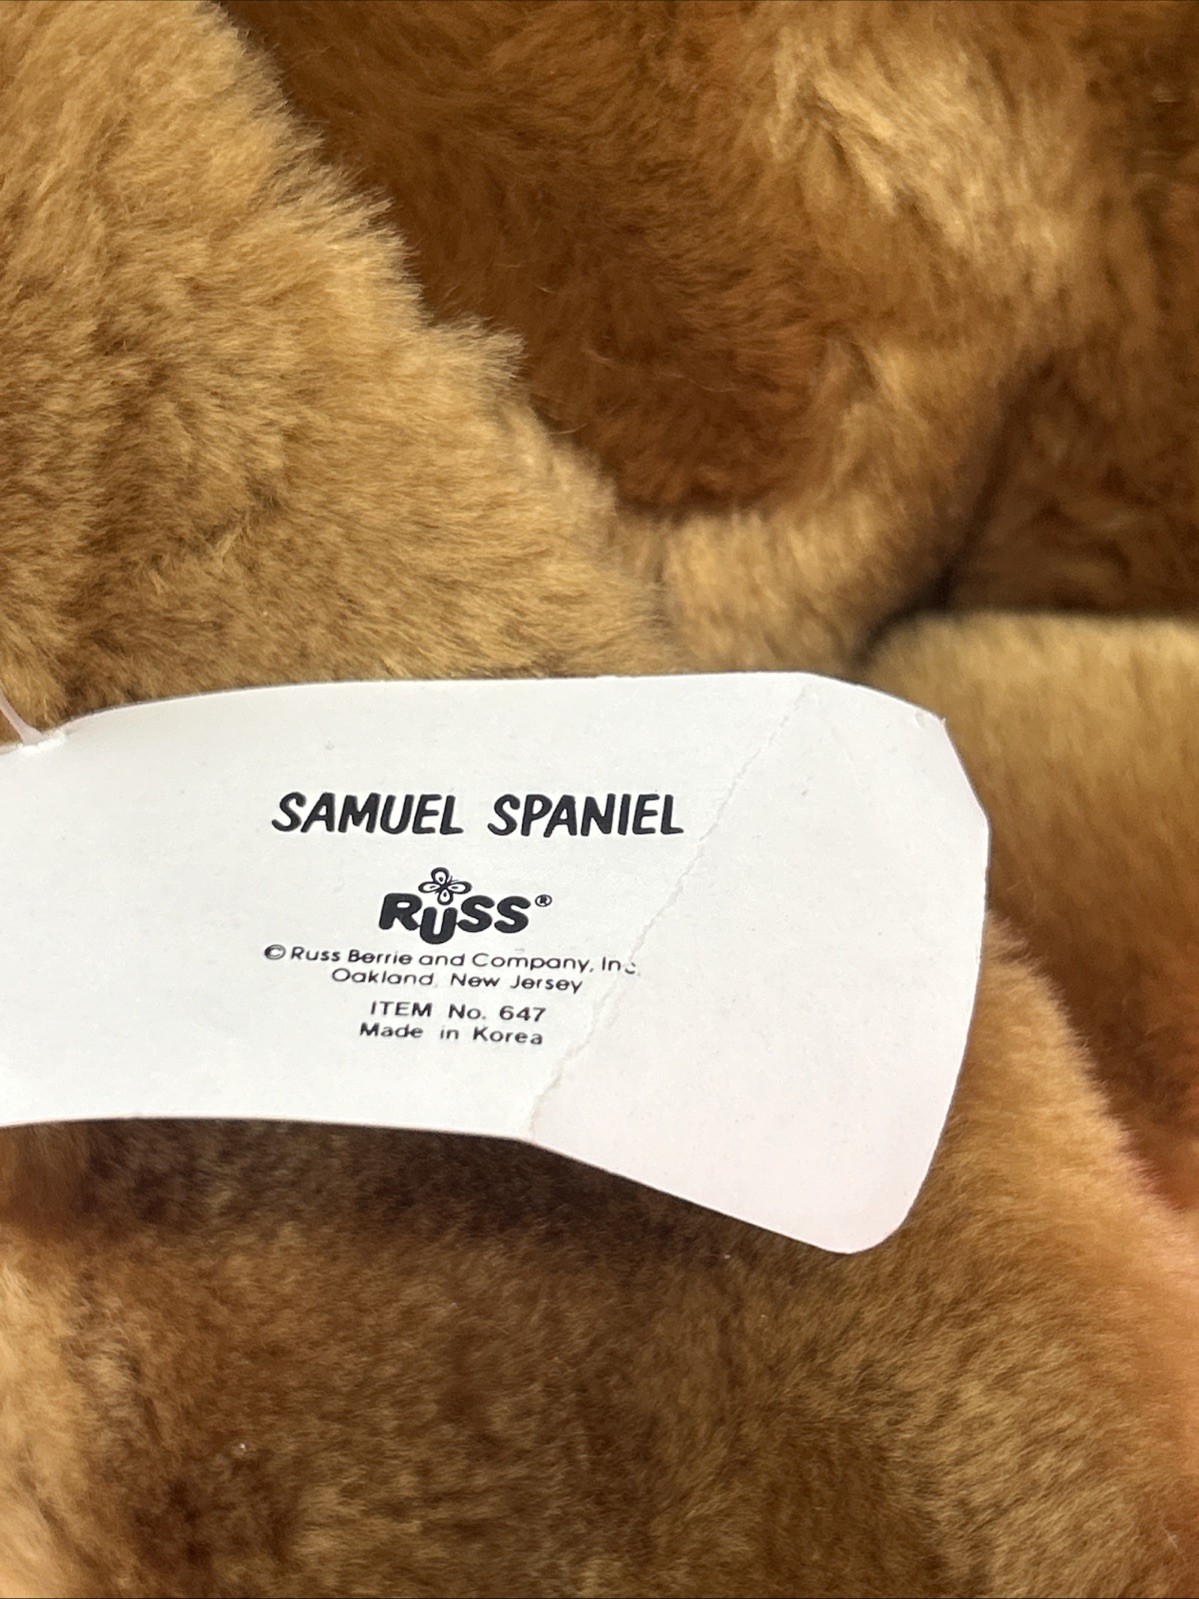 SAMUEL SPANIEL
RUSS®
© Russ Berrie and Company, Inc.
Oakland, New Jersey
ITEM No. 647
Made in Korea